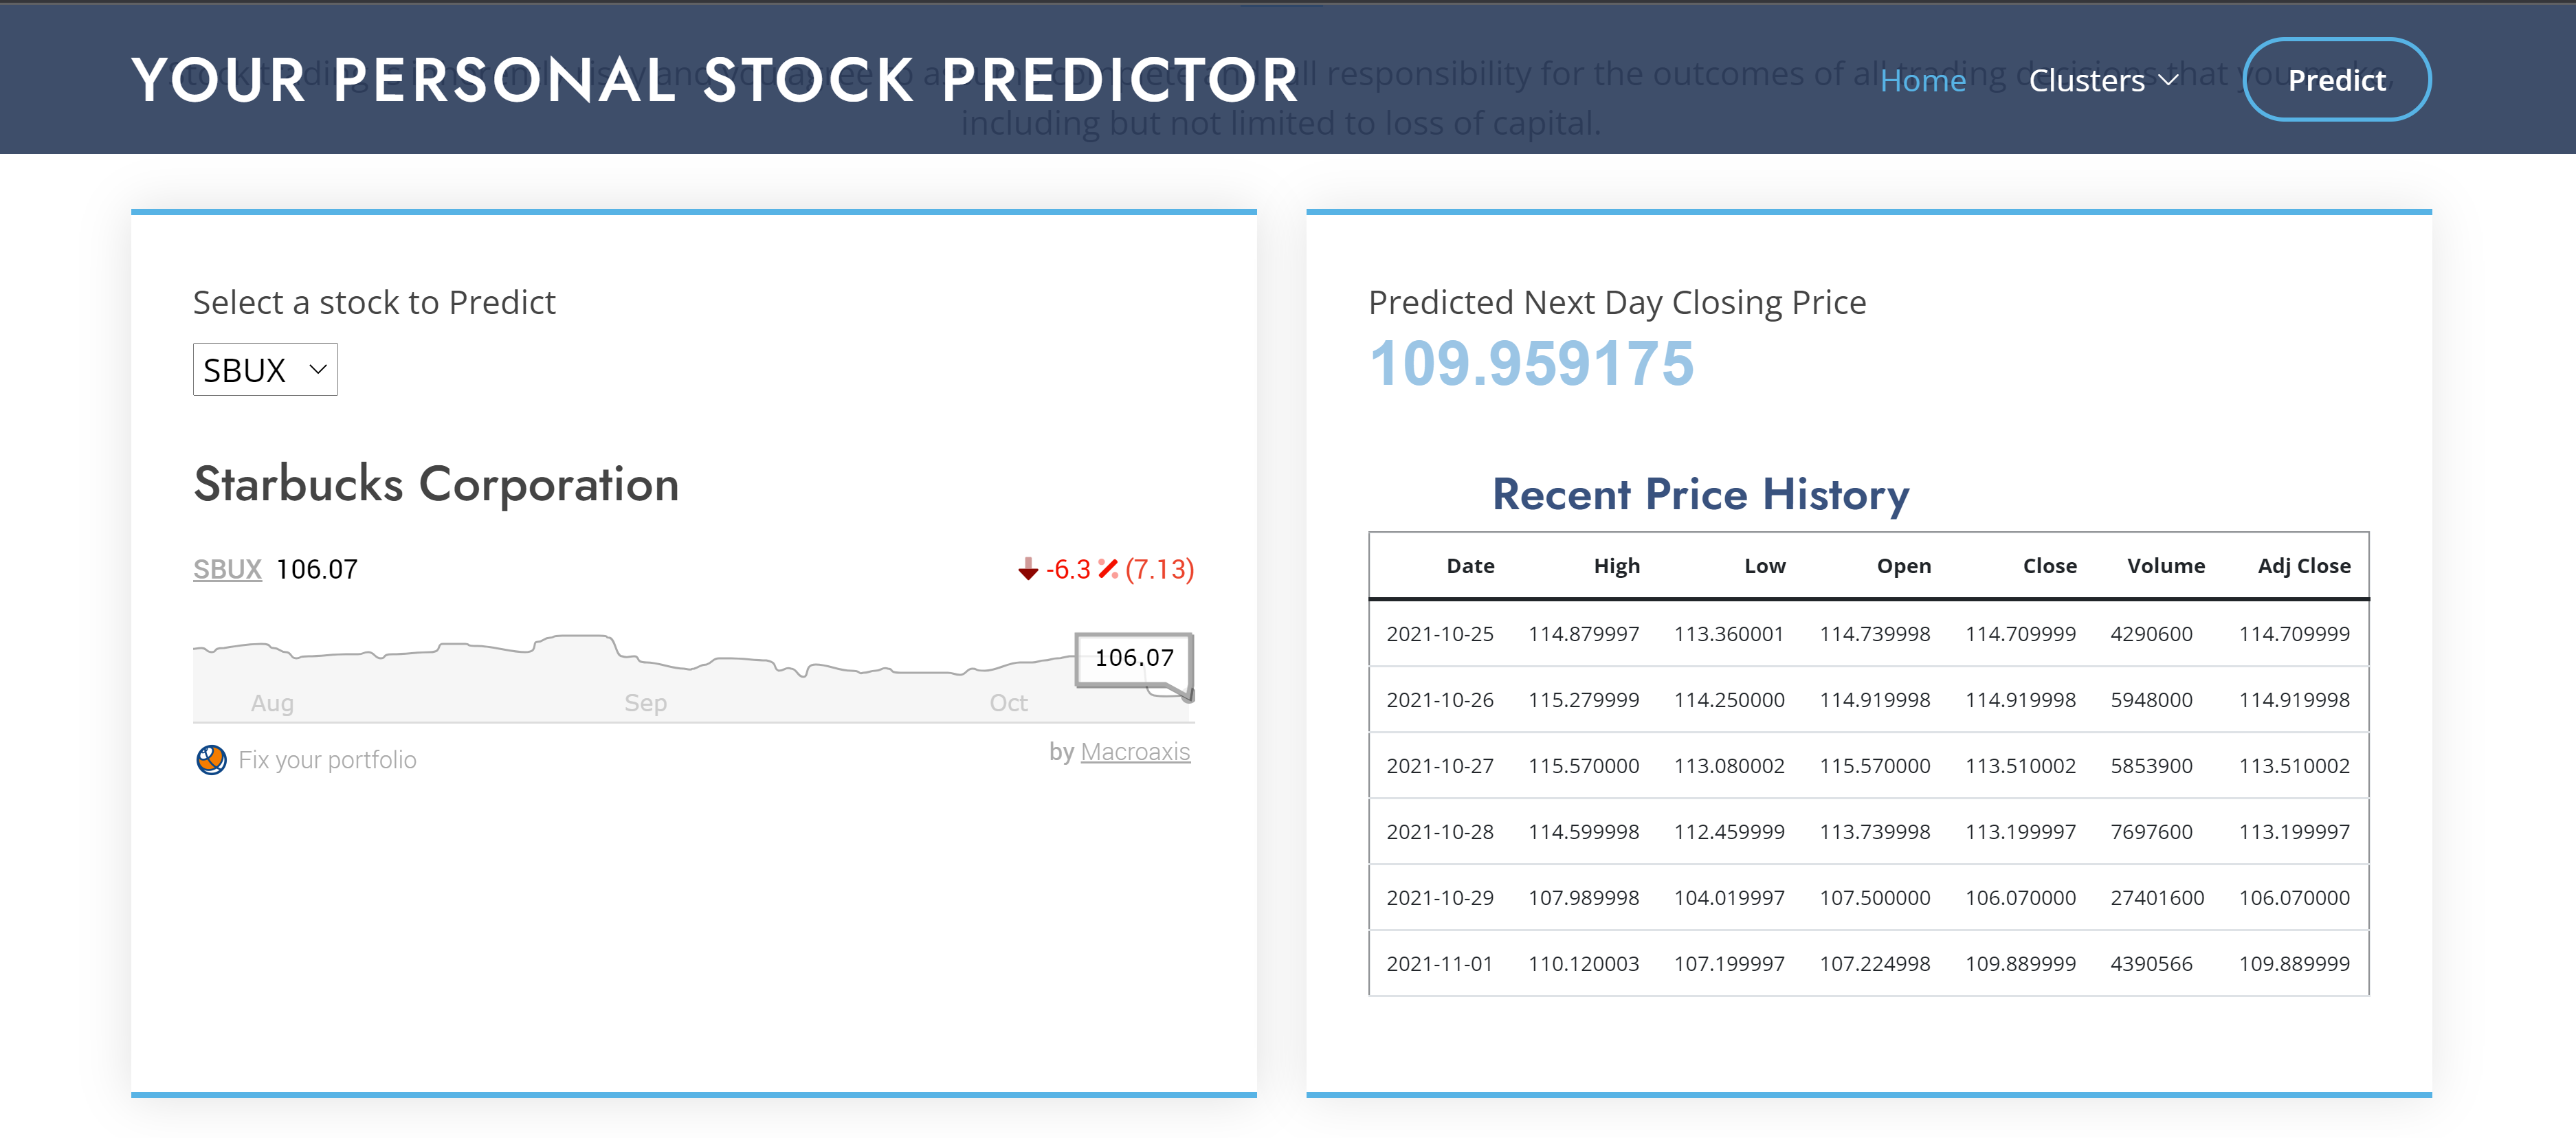 YOUR PERSONAL STOCK PREDICTOR
Home
Clusters
Predict
responsibility for the outcomes of all trading decisions that you make,
including but not limited to loss of capital.
Select a stock to Predict
SBUX
Starbucks Corporation
SBUX 106.07
-6.3 % (7.13)
106.07
Aug Sep Oct
Fix your portfolio
by Macroaxis
Predicted Next Day Closing Price
109.959175
Recent Price History
Date High Low Open Close Volume Adj Close
2021-10-25 114.879997 113.360001 114.739998 114.709999 4290600 114.709999
2021-10-26 115.279999 114.250000 114.919998 114.919998 5948000 114.919998
2021-10-27 115.570000 113.080002 115.570000 113.510002 5853900 113.510002
2021-10-28 114.599998 112.459999 113.739998 113.199997 7697600 113.199997
2021-10-29 107.989998 104.019997 107.500000 106.070000 27401600 106.070000
2021-11-01 110.120003 107.199997 107.224998 109.889999 4390566 109.889999